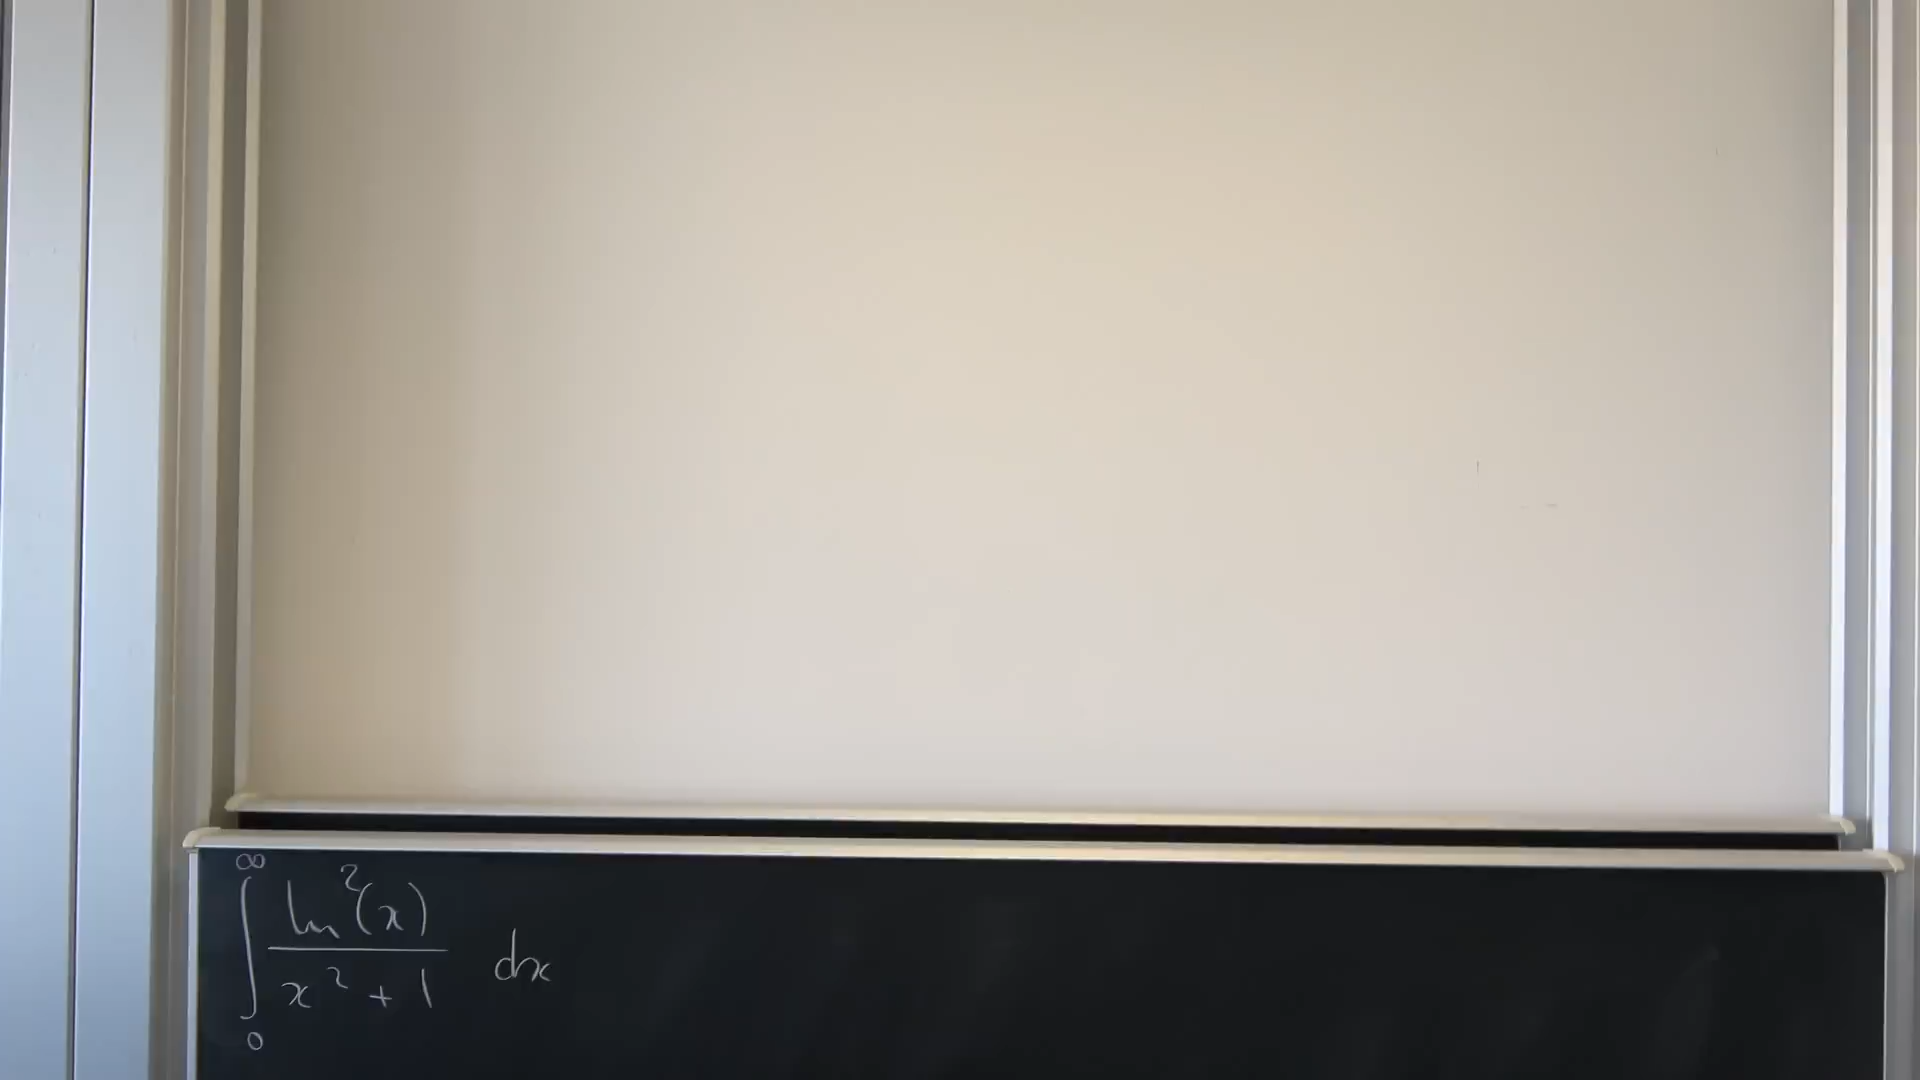 ∫₀^∞ ln²(x)/(x² + 1) dx